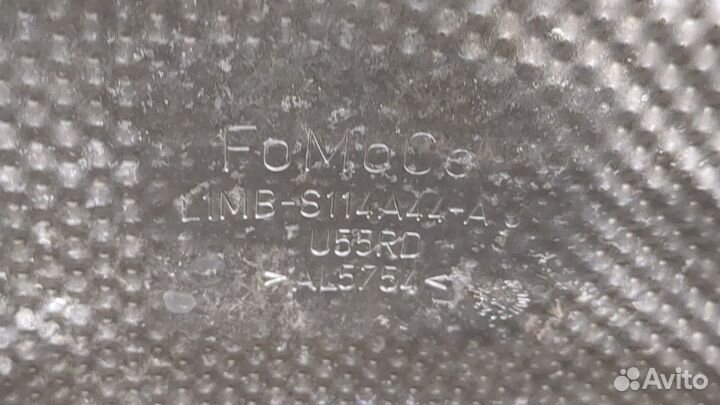 FoMoCo
L1MB-S114A44-A
U55RD
>AL5754<
Avito